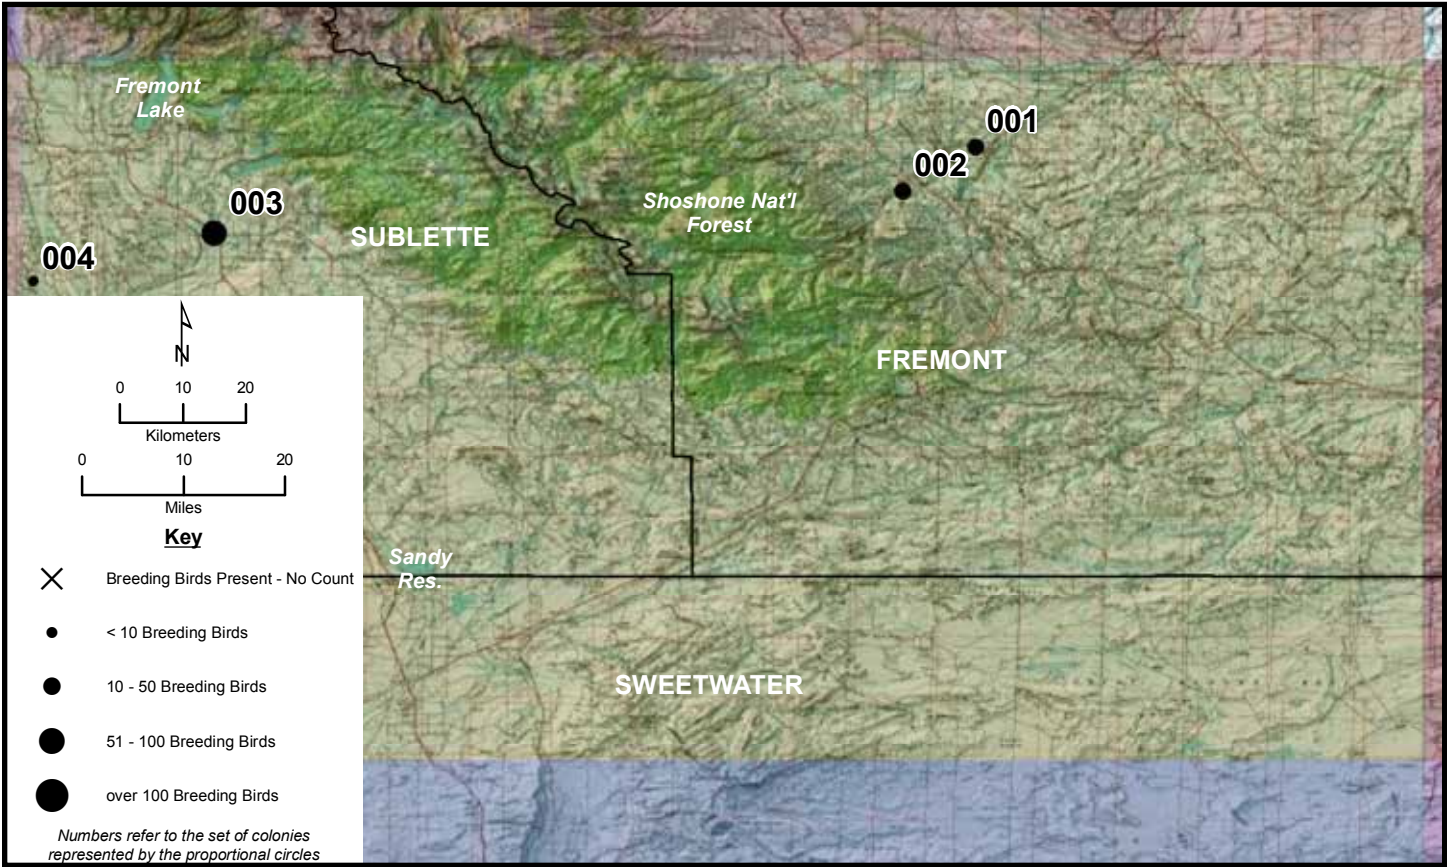 Fremont
Lake
001
002
003
Shoshone Nat'l
Forest
SUBLETTE
004
N
0 10 20
Kilometers
0 10 20
Miles
FREMONT
Key
Sandy
Res.
Breeding Birds Present - No Count
< 10 Breeding Birds
10 - 50 Breeding Birds
SWEETWATER
51 - 100 Breeding Birds
over 100 Breeding Birds
Numbers refer to the set of colonies
represented by the proportional circles